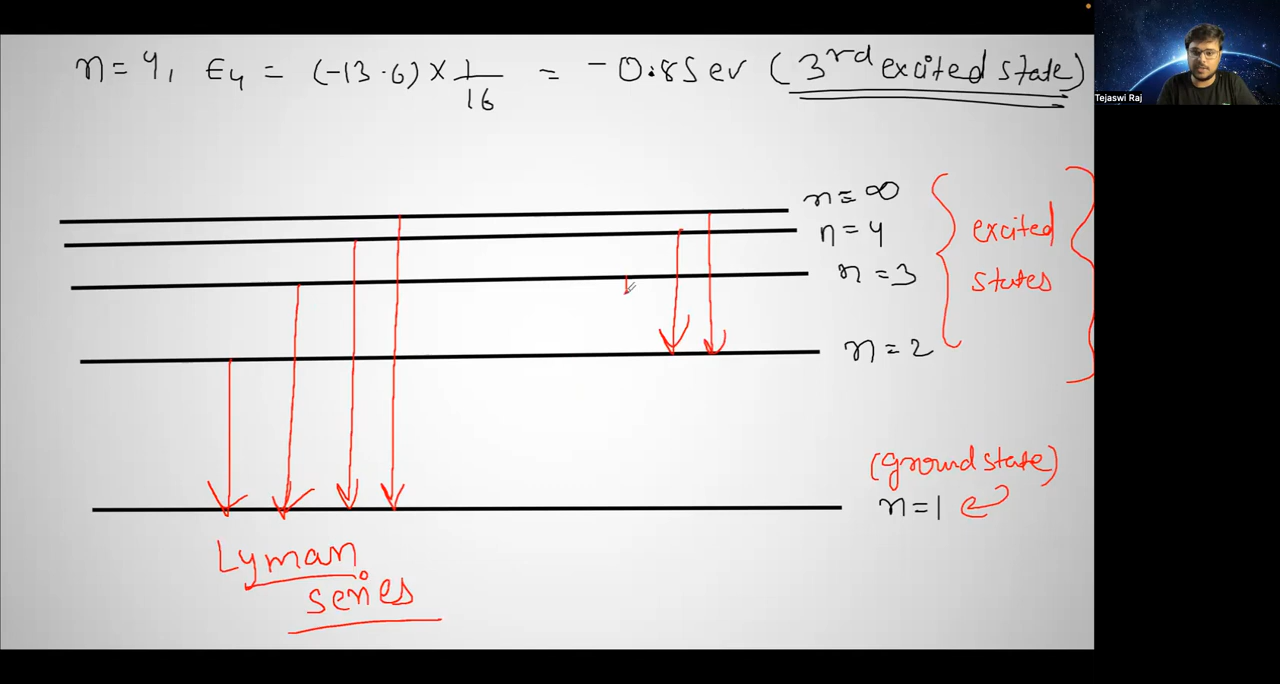 n=4, E4 = (-13.6) × 1/16 = -0.85 ev (3rd excited state)
Tejaswi Raj
n=∞
n=4
n=3
excited
states
n=2
(ground state)
n=1
Lyman
series